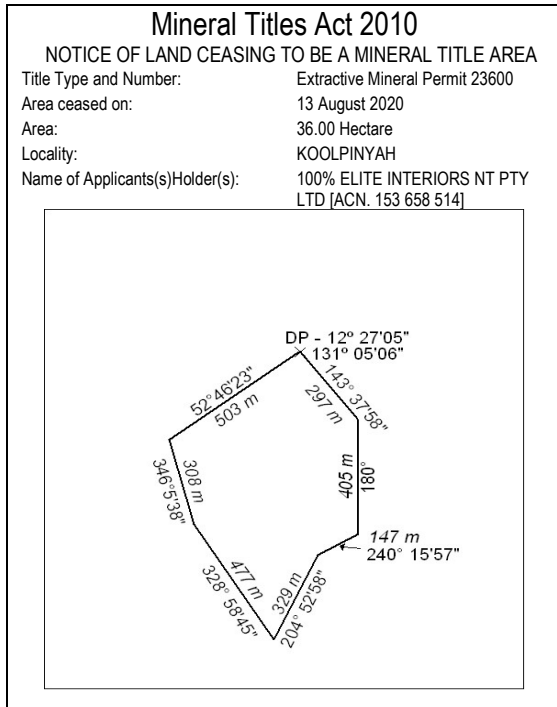 Mineral Titles Act 2010
NOTICE OF LAND CEASING TO BE A MINERAL TITLE AREA
Title Type and Number: Extractive Mineral Permit 23600
Area ceased on: 13 August 2020
Area: 36.00 Hectare
Locality: KOOLPINYAH
Name of Applicants(s)Holder(s): 100% ELITE INTERIORS NT PTY
LTD [ACN. 153 658 514]
DP - 12° 27'05"
131° 05'06"
52°46'23"
503 m
143° 37'58"
297 m
346°5'38"
308 m
405 m
180°
147 m
240° 15'57"
477 m
328° 58'45"
329 m
204° 52'58"